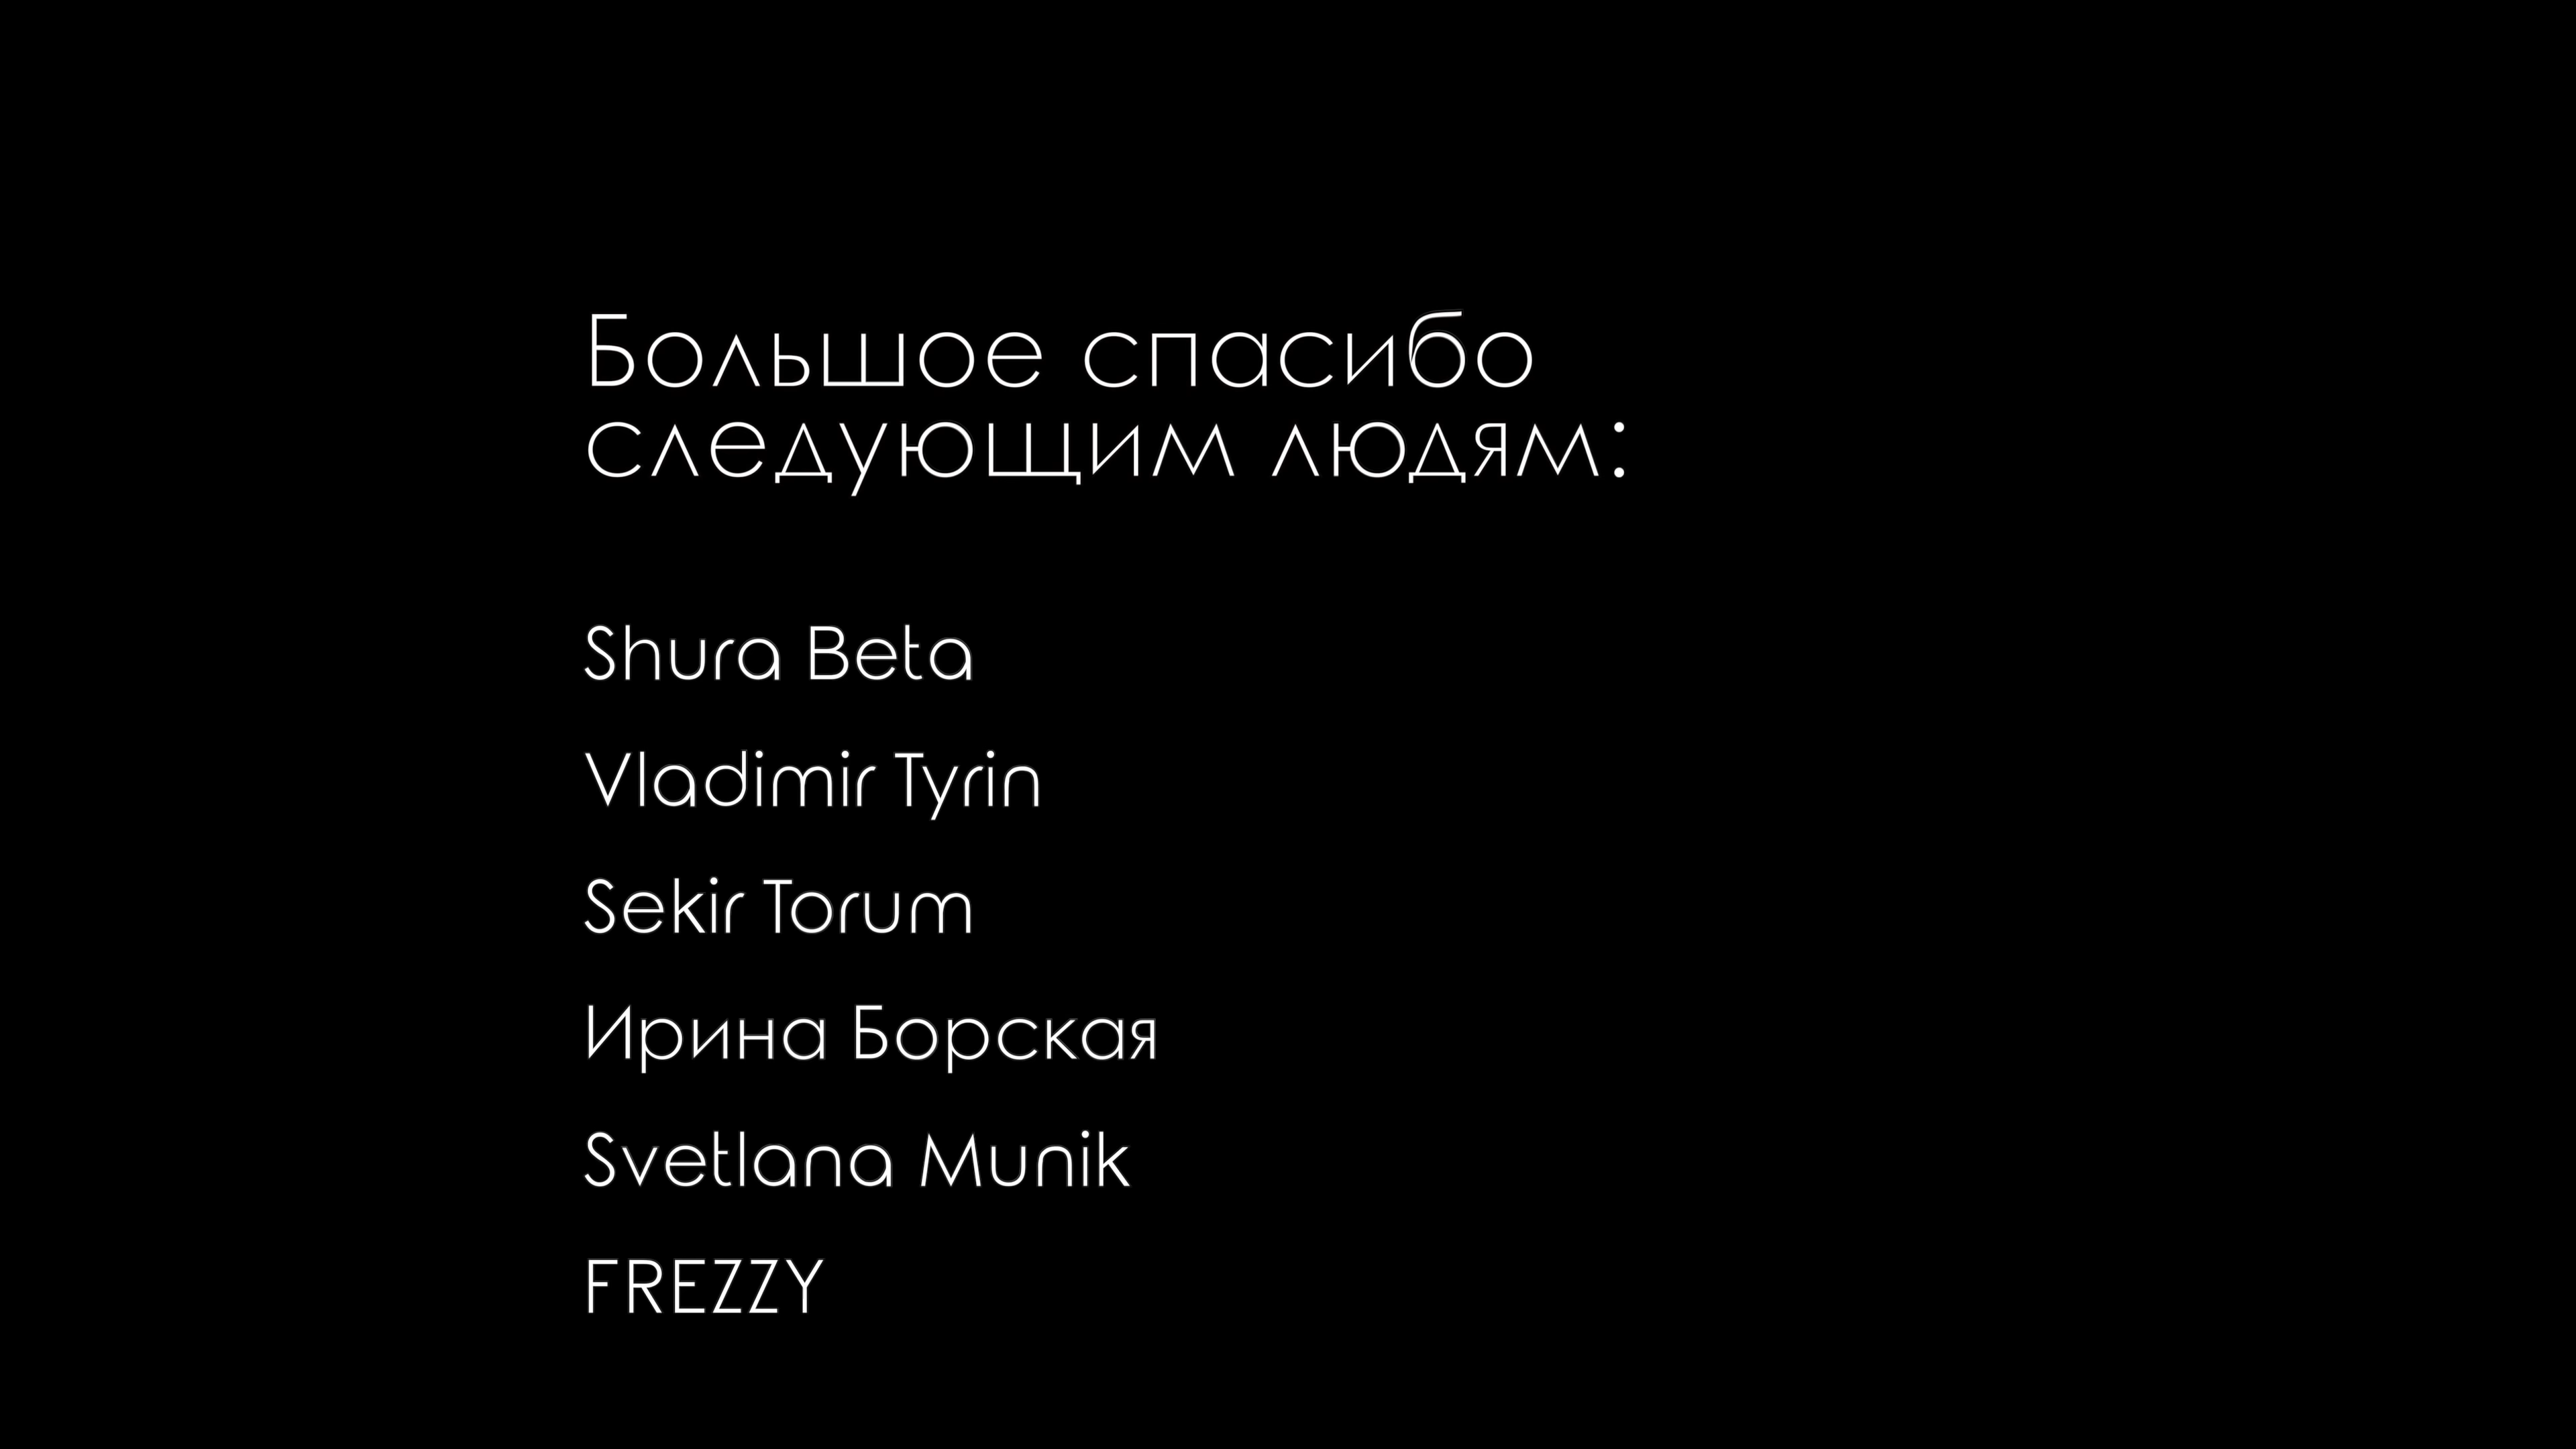 Большое спасибо
следующим людям:
Shura Beta
Vladimir Tyrin
Sekir Torum
Ирина Борская
Svetlana Munik
FREZZY